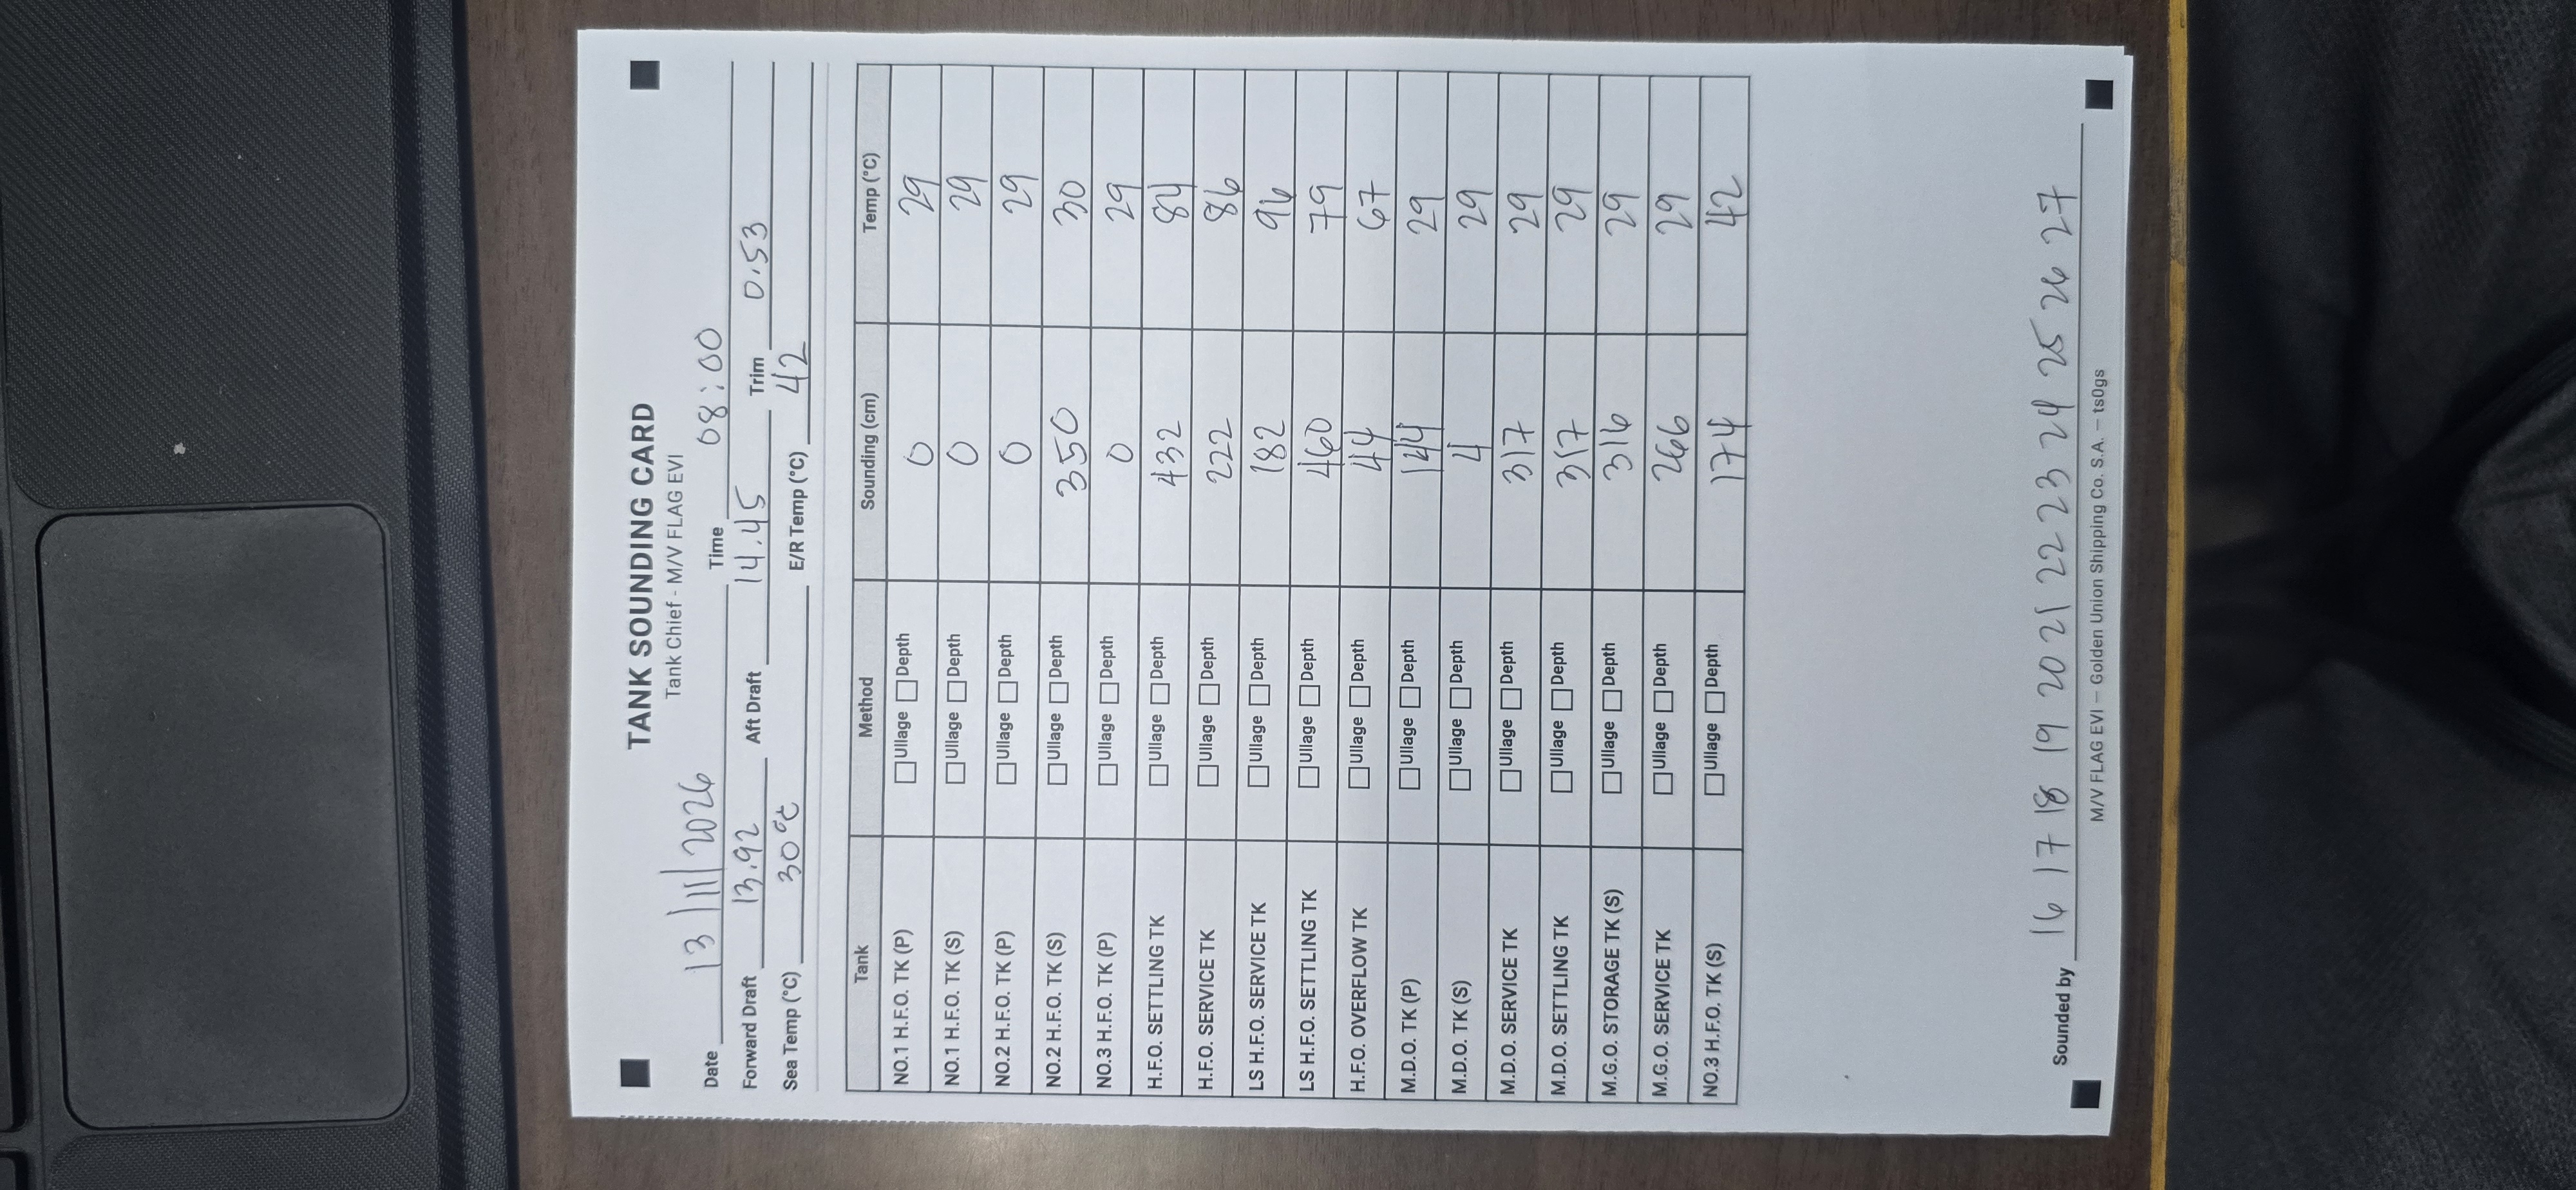 TANK SOUNDING CARD
Tank Chief - M/V FLAG EVI
Date 13/11/2026 Time 08:00
Forward Draft 13.92 Aft Draft 14.45 Trim 0.53
Sea Temp (°C) 30°C E/R Temp (°C) 42
Tank Method Sounding (cm) Temp (°C)
NO.1 H.F.O. TK (P) Ullage Depth 0 29
NO.1 H.F.O. TK (S) Ullage Depth 0 29
NO.2 H.F.O. TK (P) Ullage Depth 0 29
NO.2 H.F.O. TK (S) Ullage Depth 350 30
NO.3 H.F.O. TK (P) Ullage Depth 0 29
H.F.O. SETTLING TK Ullage Depth 432 84
H.F.O. SERVICE TK Ullage Depth 222 86
LS H.F.O. SERVICE TK Ullage Depth 182 96
LS H.F.O. SETTLING TK Ullage Depth 460 79
H.F.O. OVERFLOW TK Ullage Depth 44 67
M.D.O. TK (P) Ullage Depth 29
M.D.O. TK (S) Ullage Depth 4 29
M.D.O. SERVICE TK Ullage Depth 317 29
M.D.O. SETTLING TK Ullage Depth 317 29
M.G.O. STORAGE TK (S) Ullage Depth 316 29
M.G.O. SERVICE TK Ullage Depth 266 29
NO.3 H.F.O. TK (S) Ullage Depth 174 42
Sounded by 16 17 18 19 20 21 22 23 24 25 26 27
M/V FLAG EVI — Golden Union Shipping Co. S.A. — ts0gs